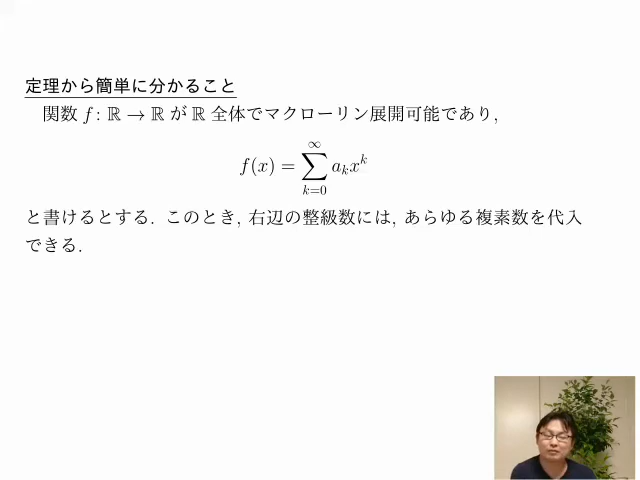 定理から簡単に分かること
関数 f : ℝ → ℝ が ℝ 全体でマクローリン展開可能であり,
f(x) = ∑_{k=0}^{∞} a_k x^k
と書けるとする. このとき, 右辺の整級数には, あらゆる複素数を代入
できる.